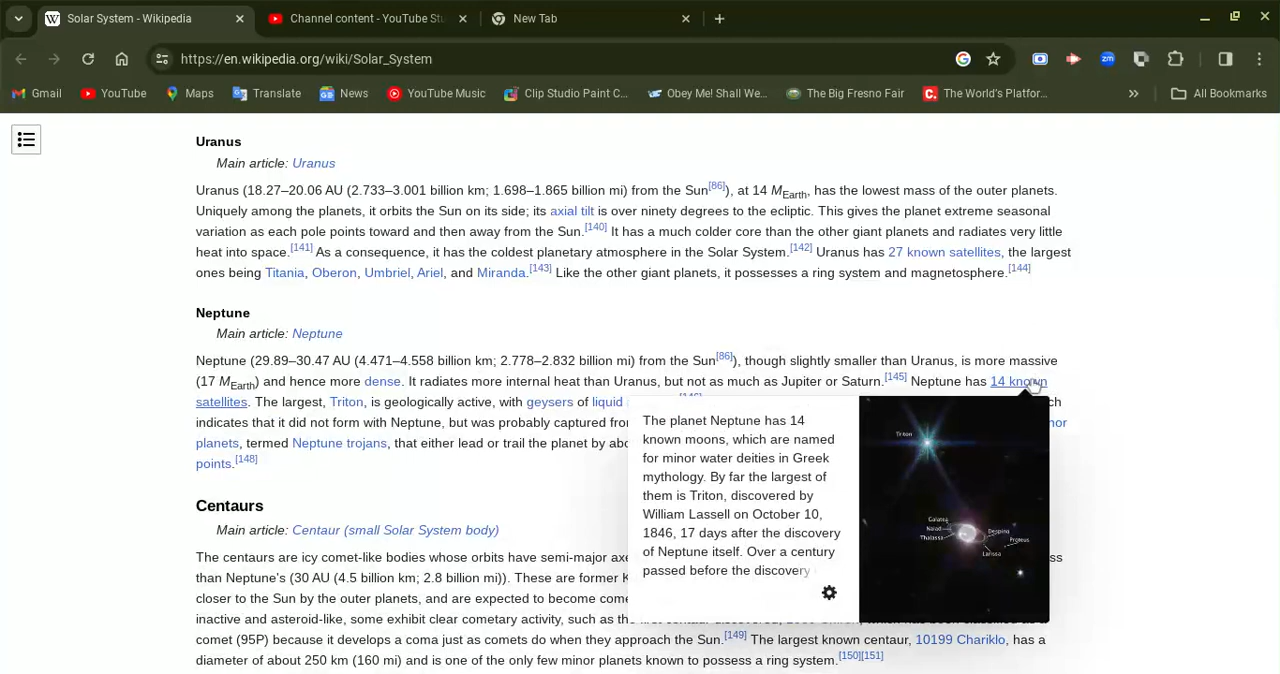 Solar System - Wikipedia
Channel content - YouTube Stu
New Tab
https://en.wikipedia.org/wiki/Solar_System
Gmail YouTube Maps Translate News YouTube Music Clip Studio Paint C... Obey Me! Shall We... The Big Fresno Fair The World's Platfor... » All Bookmarks
Uranus
Main article: Uranus
Uranus (18.27–20.06 AU (2.733–3.001 billion km; 1.698–1.865 billion mi) from the Sun[86]), at 14 MEarth, has the lowest mass of the outer planets.
Uniquely among the planets, it orbits the Sun on its side; its axial tilt is over ninety degrees to the ecliptic. This gives the planet extreme seasonal
variation as each pole points toward and then away from the Sun.[140] It has a much colder core than the other giant planets and radiates very little
heat into space.[141] As a consequence, it has the coldest planetary atmosphere in the Solar System.[142] Uranus has 27 known satellites, the largest
ones being Titania, Oberon, Umbriel, Ariel, and Miranda.[143] Like the other giant planets, it possesses a ring system and magnetosphere.[144]
Neptune
Main article: Neptune
Neptune (29.89–30.47 AU (4.471–4.558 billion km; 2.778–2.832 billion mi) from the Sun[86]), though slightly smaller than Uranus, is more massive
(17 MEarth) and hence more dense. It radiates more internal heat than Uranus, but not as much as Jupiter or Saturn.[145] Neptune has 14 known
satellites. The largest, Triton, is geologically active, with geysers of liquid
indicates that it did not form with Neptune, but was probably captured
planets, termed Neptune trojans, that either lead or trail the planet by
points.[148]
The planet Neptune has 14
known moons, which are named
for minor water deities in Greek
mythology. By far the largest of
them is Triton, discovered by
William Lassell on October 10,
1846, 17 days after the discovery
of Neptune itself. Over a century
passed before the discovery
Triton
Galatea
Naiad
Thalassa
Despina
Proteus
Larissa
Centaurs
Main article: Centaur (small Solar System body)
The centaurs are icy comet-like bodies whose orbits have semi-major
than Neptune's (30 AU (4.5 billion km; 2.8 billion mi)). These are former
closer to the Sun by the outer planets, and are expected to become
inactive and asteroid-like, some exhibit clear cometary activity, such as
comet (95P) because it develops a coma just as comets do when they approach the Sun.[149] The largest known centaur, 10199 Chariklo, has a
diameter of about 250 km (160 mi) and is one of the only few minor planets known to possess a ring system.[150][151]